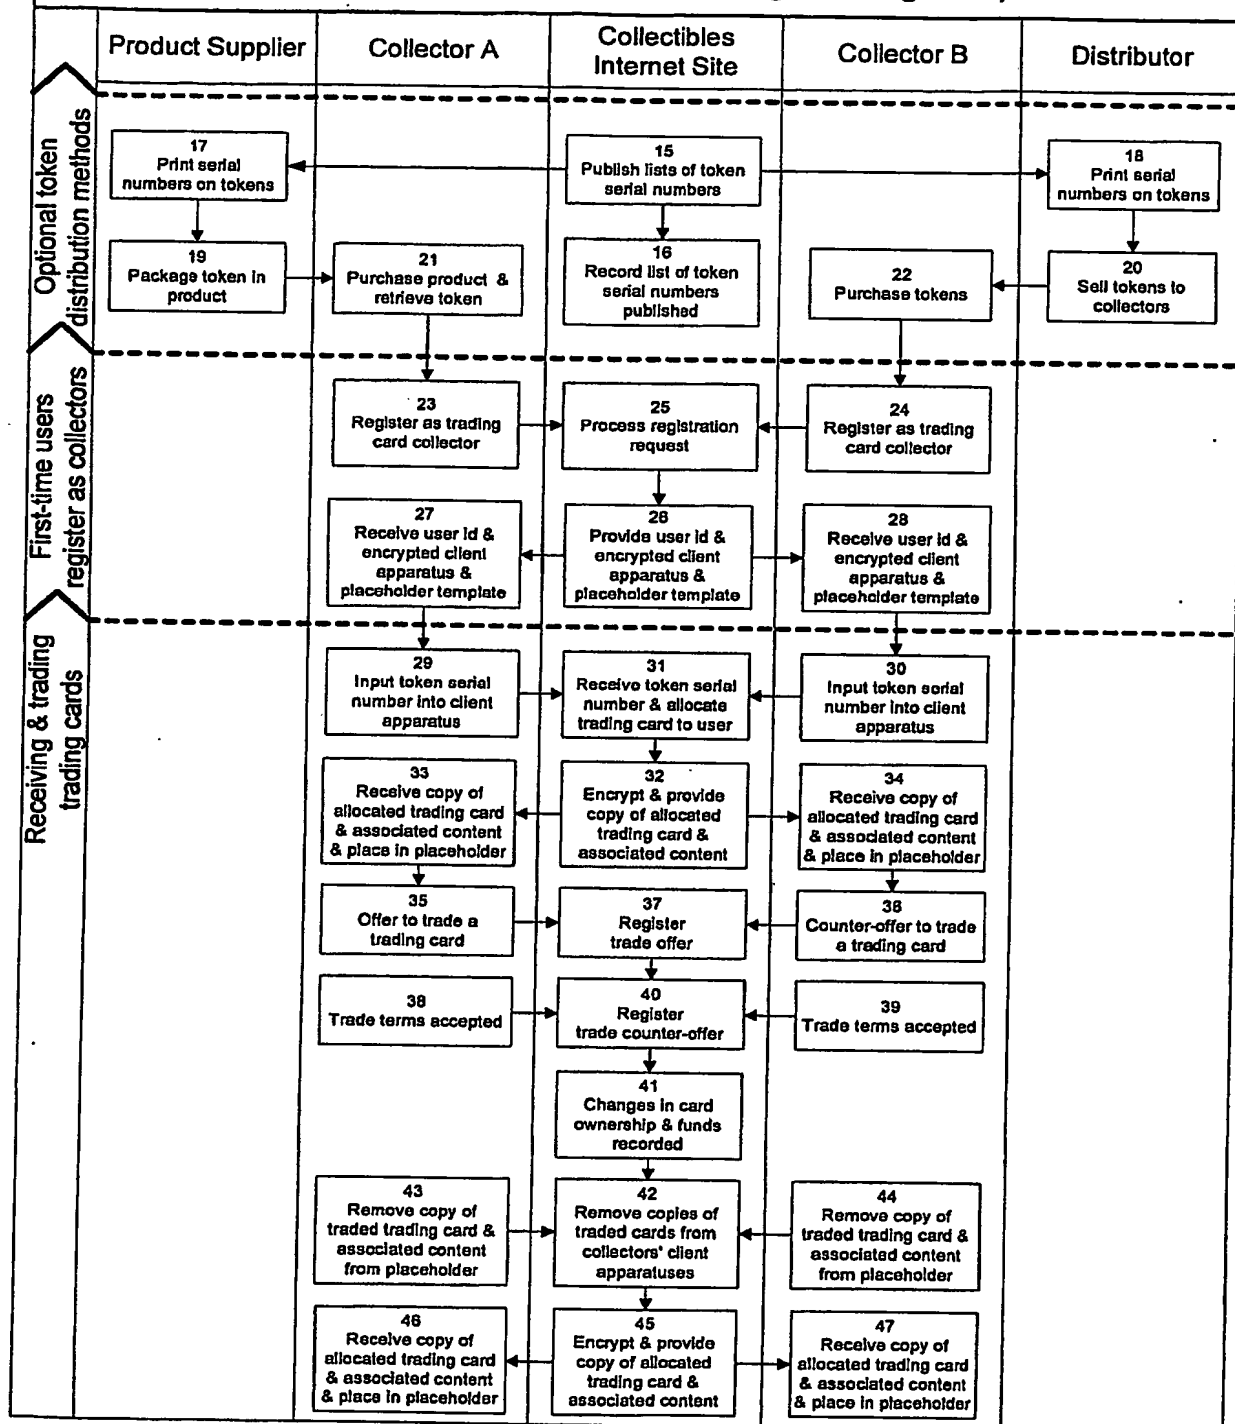 Product Supplier
Collector A
Collectibles
Internet Site
Collector B
Distributor
Optional token
distribution methods
17
Print serial
numbers on tokens
15
Publish lists of token
serial numbers
18
Print serial
numbers on tokens
19
Package token in
product
21
Purchase product &
retrieve token
16
Record list of token
serial numbers
published
22
Purchase tokens
20
Sell tokens to
collectors
First-time users
register as collectors
23
Register as trading
card collector
25
Process registration
request
24
Register as trading
card collector
27
Receive user id &
encrypted client
apparatus &
placeholder template
26
Provide user id &
encrypted client
apparatus &
placeholder template
28
Receive user id &
encrypted client
apparatus &
placeholder template
Receiving & trading
trading cards
29
Input token serial
number into client
apparatus
31
Receive token serial
number & allocate
trading card to user
30
Input token serial
number into client
apparatus
33
Receive copy of
allocated trading card
& associated content
& place in placeholder
32
Encrypt & provide
copy of allocated
trading card &
associated content
34
Receive copy of
allocated trading card
& associated content
& place in placeholder
35
Offer to trade a
trading card
37
Register
trade offer
36
Counter-offer to trade
a trading card
38
Trade terms accepted
40
Register
trade counter-offer
39
Trade terms accepted
41
Changes in card
ownership & funds
recorded
43
Remove copy of
traded trading card &
associated content
from placeholder
42
Remove copies of
traded cards from
collectors' client
apparatuses
44
Remove copy of
traded trading card &
associated content
from placeholder
46
Receive copy of
allocated trading card
& associated content
& place in placeholder
45
Encrypt & provide
copy of allocated
trading card &
associated content
47
Receive copy of
allocated trading card
& associated content
& place in placeholder